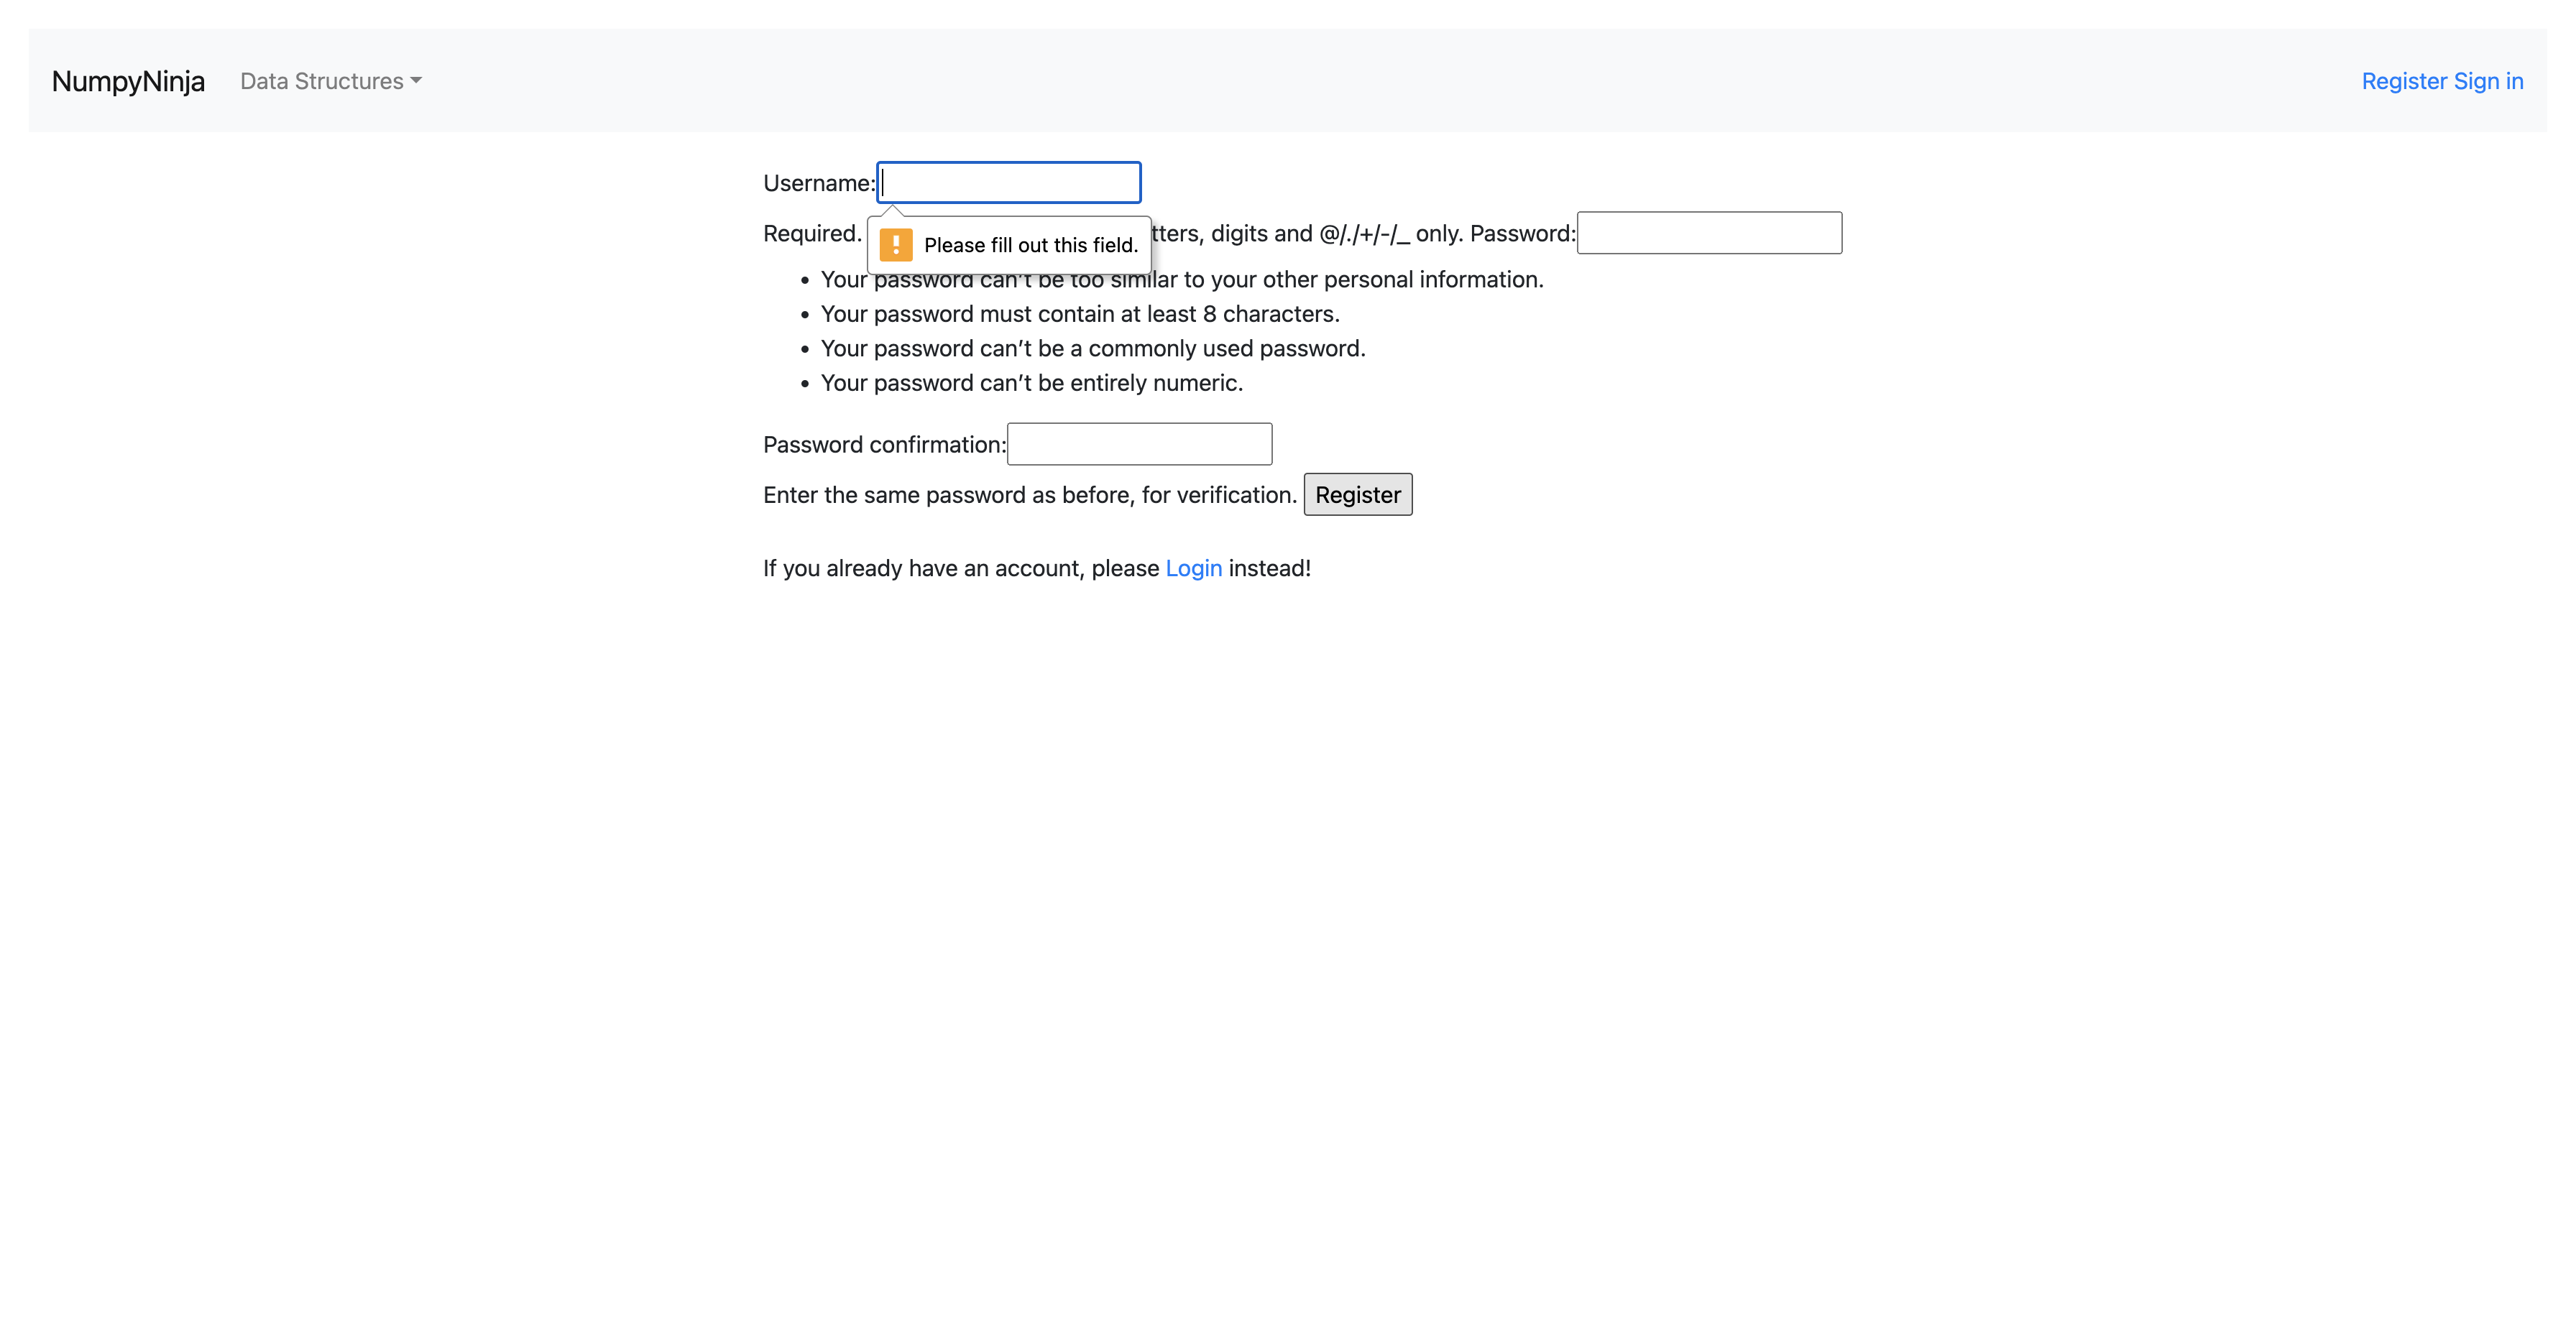 NumpyNinja Data Structures Register Sign in
Username:
Required. tters, digits and @/./+/-/_ only. Password:
Please fill out this field.
• Your password can't be too similar to your other personal information.
• Your password must contain at least 8 characters.
• Your password can't be a commonly used password.
• Your password can't be entirely numeric.
Password confirmation:
Enter the same password as before, for verification. Register
If you already have an account, please Login instead!